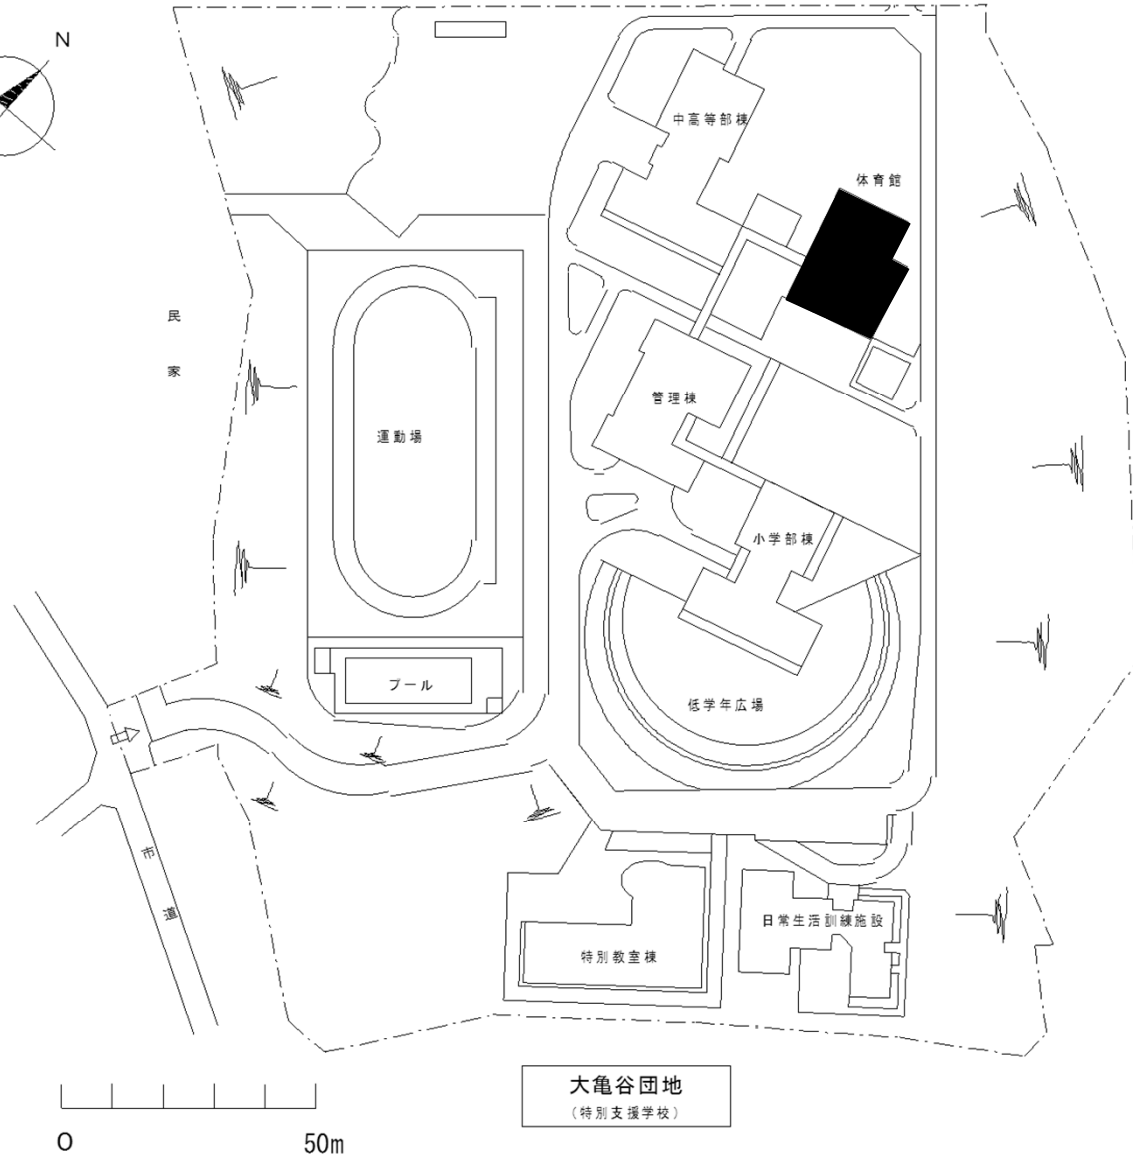 N
中高等部棟
体育館
民家
管理棟
運動場
小学部棟
プール
低学年広場
市道
日常生活訓練施設
特別教室棟
大亀谷団地
(特別支援学校)
0 50m